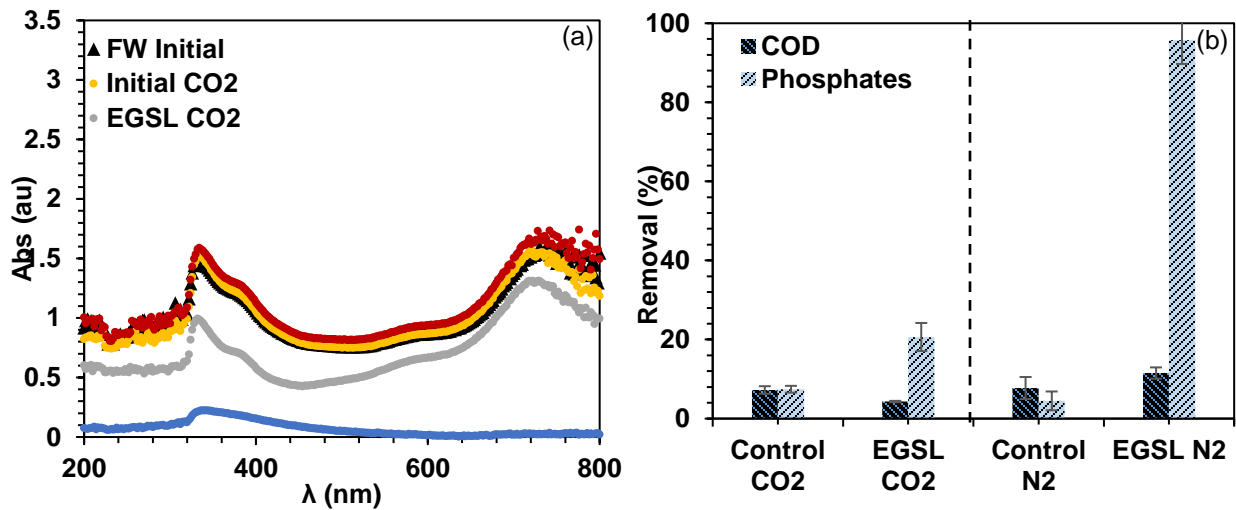 (a)
FW Initial
Initial CO2
EGSL CO2
3.5
3
2.5
2
1.5
1
0.5
0
Abs (au)
200
400
600
800
λ (nm)
(b)
COD
Phosphates
100
80
60
40
20
0
Removal (%)
Control
CO2
EGSL
CO2
Control
N2
EGSL N2